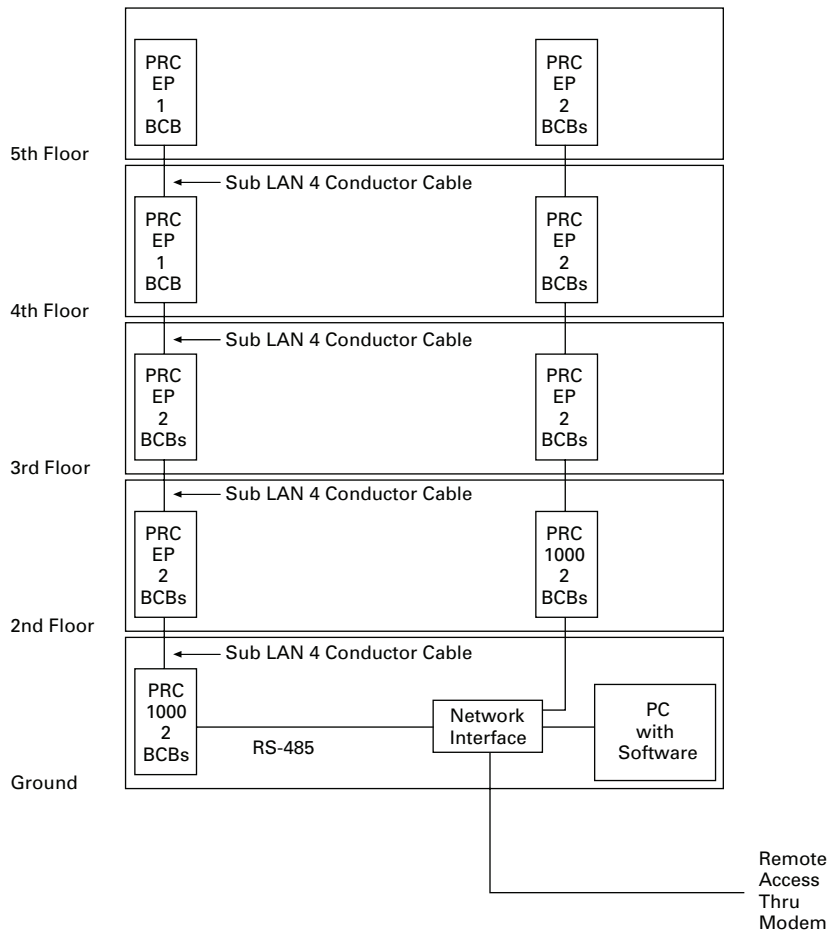 PRC
EP
1
BCB
PRC
EP
2
BCBs
5th Floor
Sub LAN 4 Conductor Cable
PRC
EP
1
BCB
PRC
EP
2
BCBs
4th Floor
Sub LAN 4 Conductor Cable
PRC
EP
2
BCBs
PRC
EP
2
BCBs
3rd Floor
Sub LAN 4 Conductor Cable
PRC
EP
2
BCBs
PRC
1000
2
BCBs
2nd Floor
Sub LAN 4 Conductor Cable
PRC
1000
2
BCBs
RS-485
Network
Interface
PC
with
Software
Ground
Remote
Access
Thru
Modem